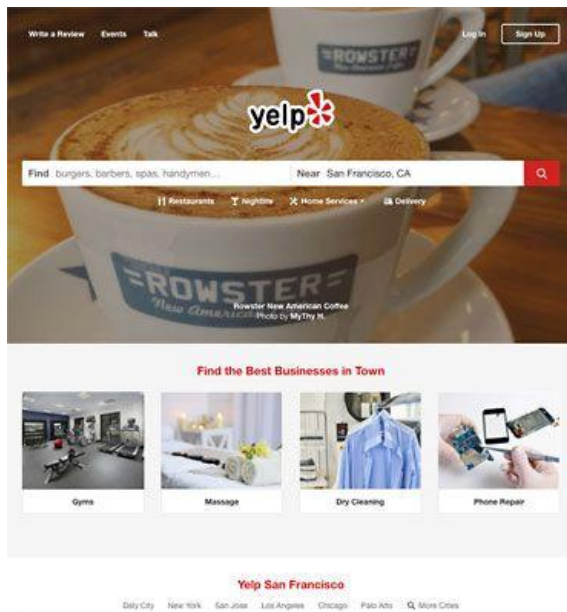 Write a Review Events Talk Log In Sign Up
ROWSTER
New American
yelp
Find burgers, barbers, spas, handymen... Near San Francisco, CA
Restaurants Nightlife Home Services Delivery
ROWSTER
New American
Rowster New American Coffee
Photo by MyThy H.
Find the Best Businesses in Town
Gyms Massage Dry Cleaning Phone Repair
Yelp San Francisco
Daly City New York San Jose Los Angeles Chicago Palo Alto More Cities